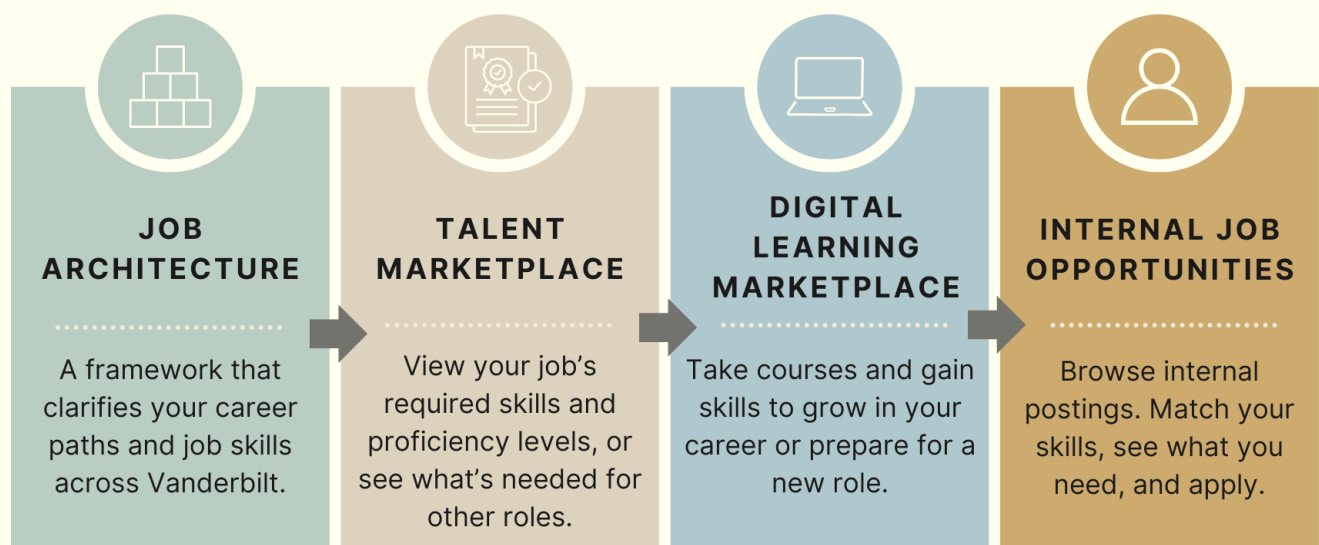 JOB
ARCHITECTURE
A framework that
clarifies your career
paths and job skills
across Vanderbilt.
TALENT
MARKETPLACE
View your job’s
required skills and
proficiency levels, or
see what’s needed for
other roles.
DIGITAL
LEARNING
MARKETPLACE
Take courses and gain
skills to grow in your
career or prepare for a
new role.
INTERNAL JOB
OPPORTUNITIES
Browse internal
postings. Match your
skills, see what you
need, and apply.